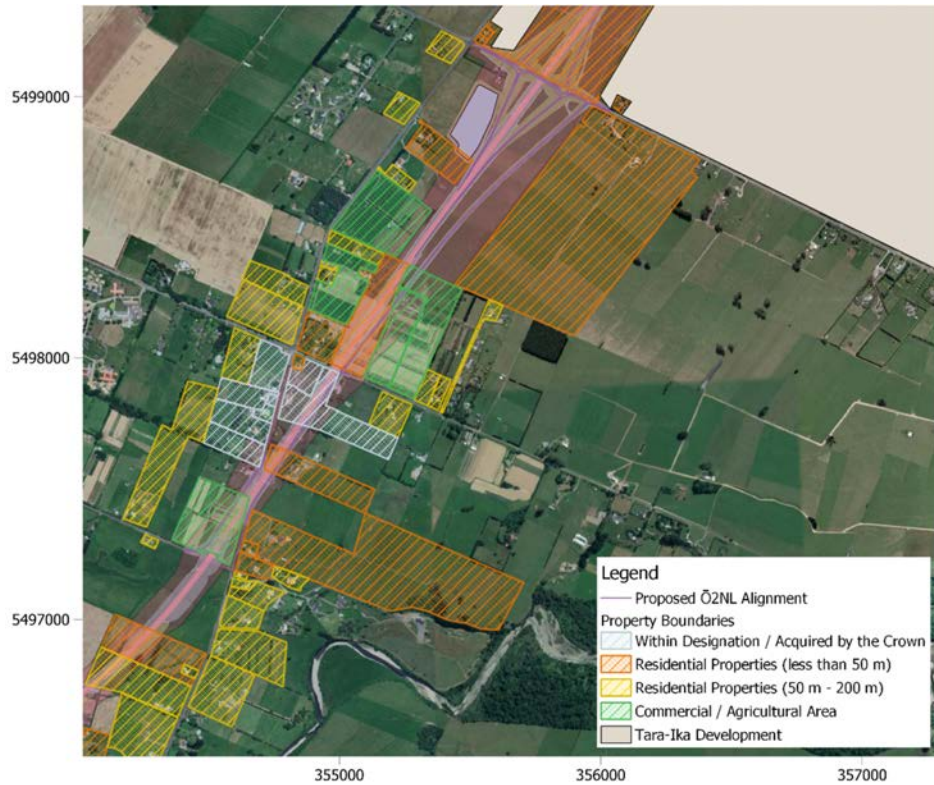 5499000
5498000
5497000
Legend
Proposed Ō2NL Alignment
Property Boundaries
Within Designation / Acquired by the Crown
Residential Properties (less than 50 m)
Residential Properties (50 m - 200 m)
Commercial / Agricultural Area
Tara-Ika Development
355000
356000
357000